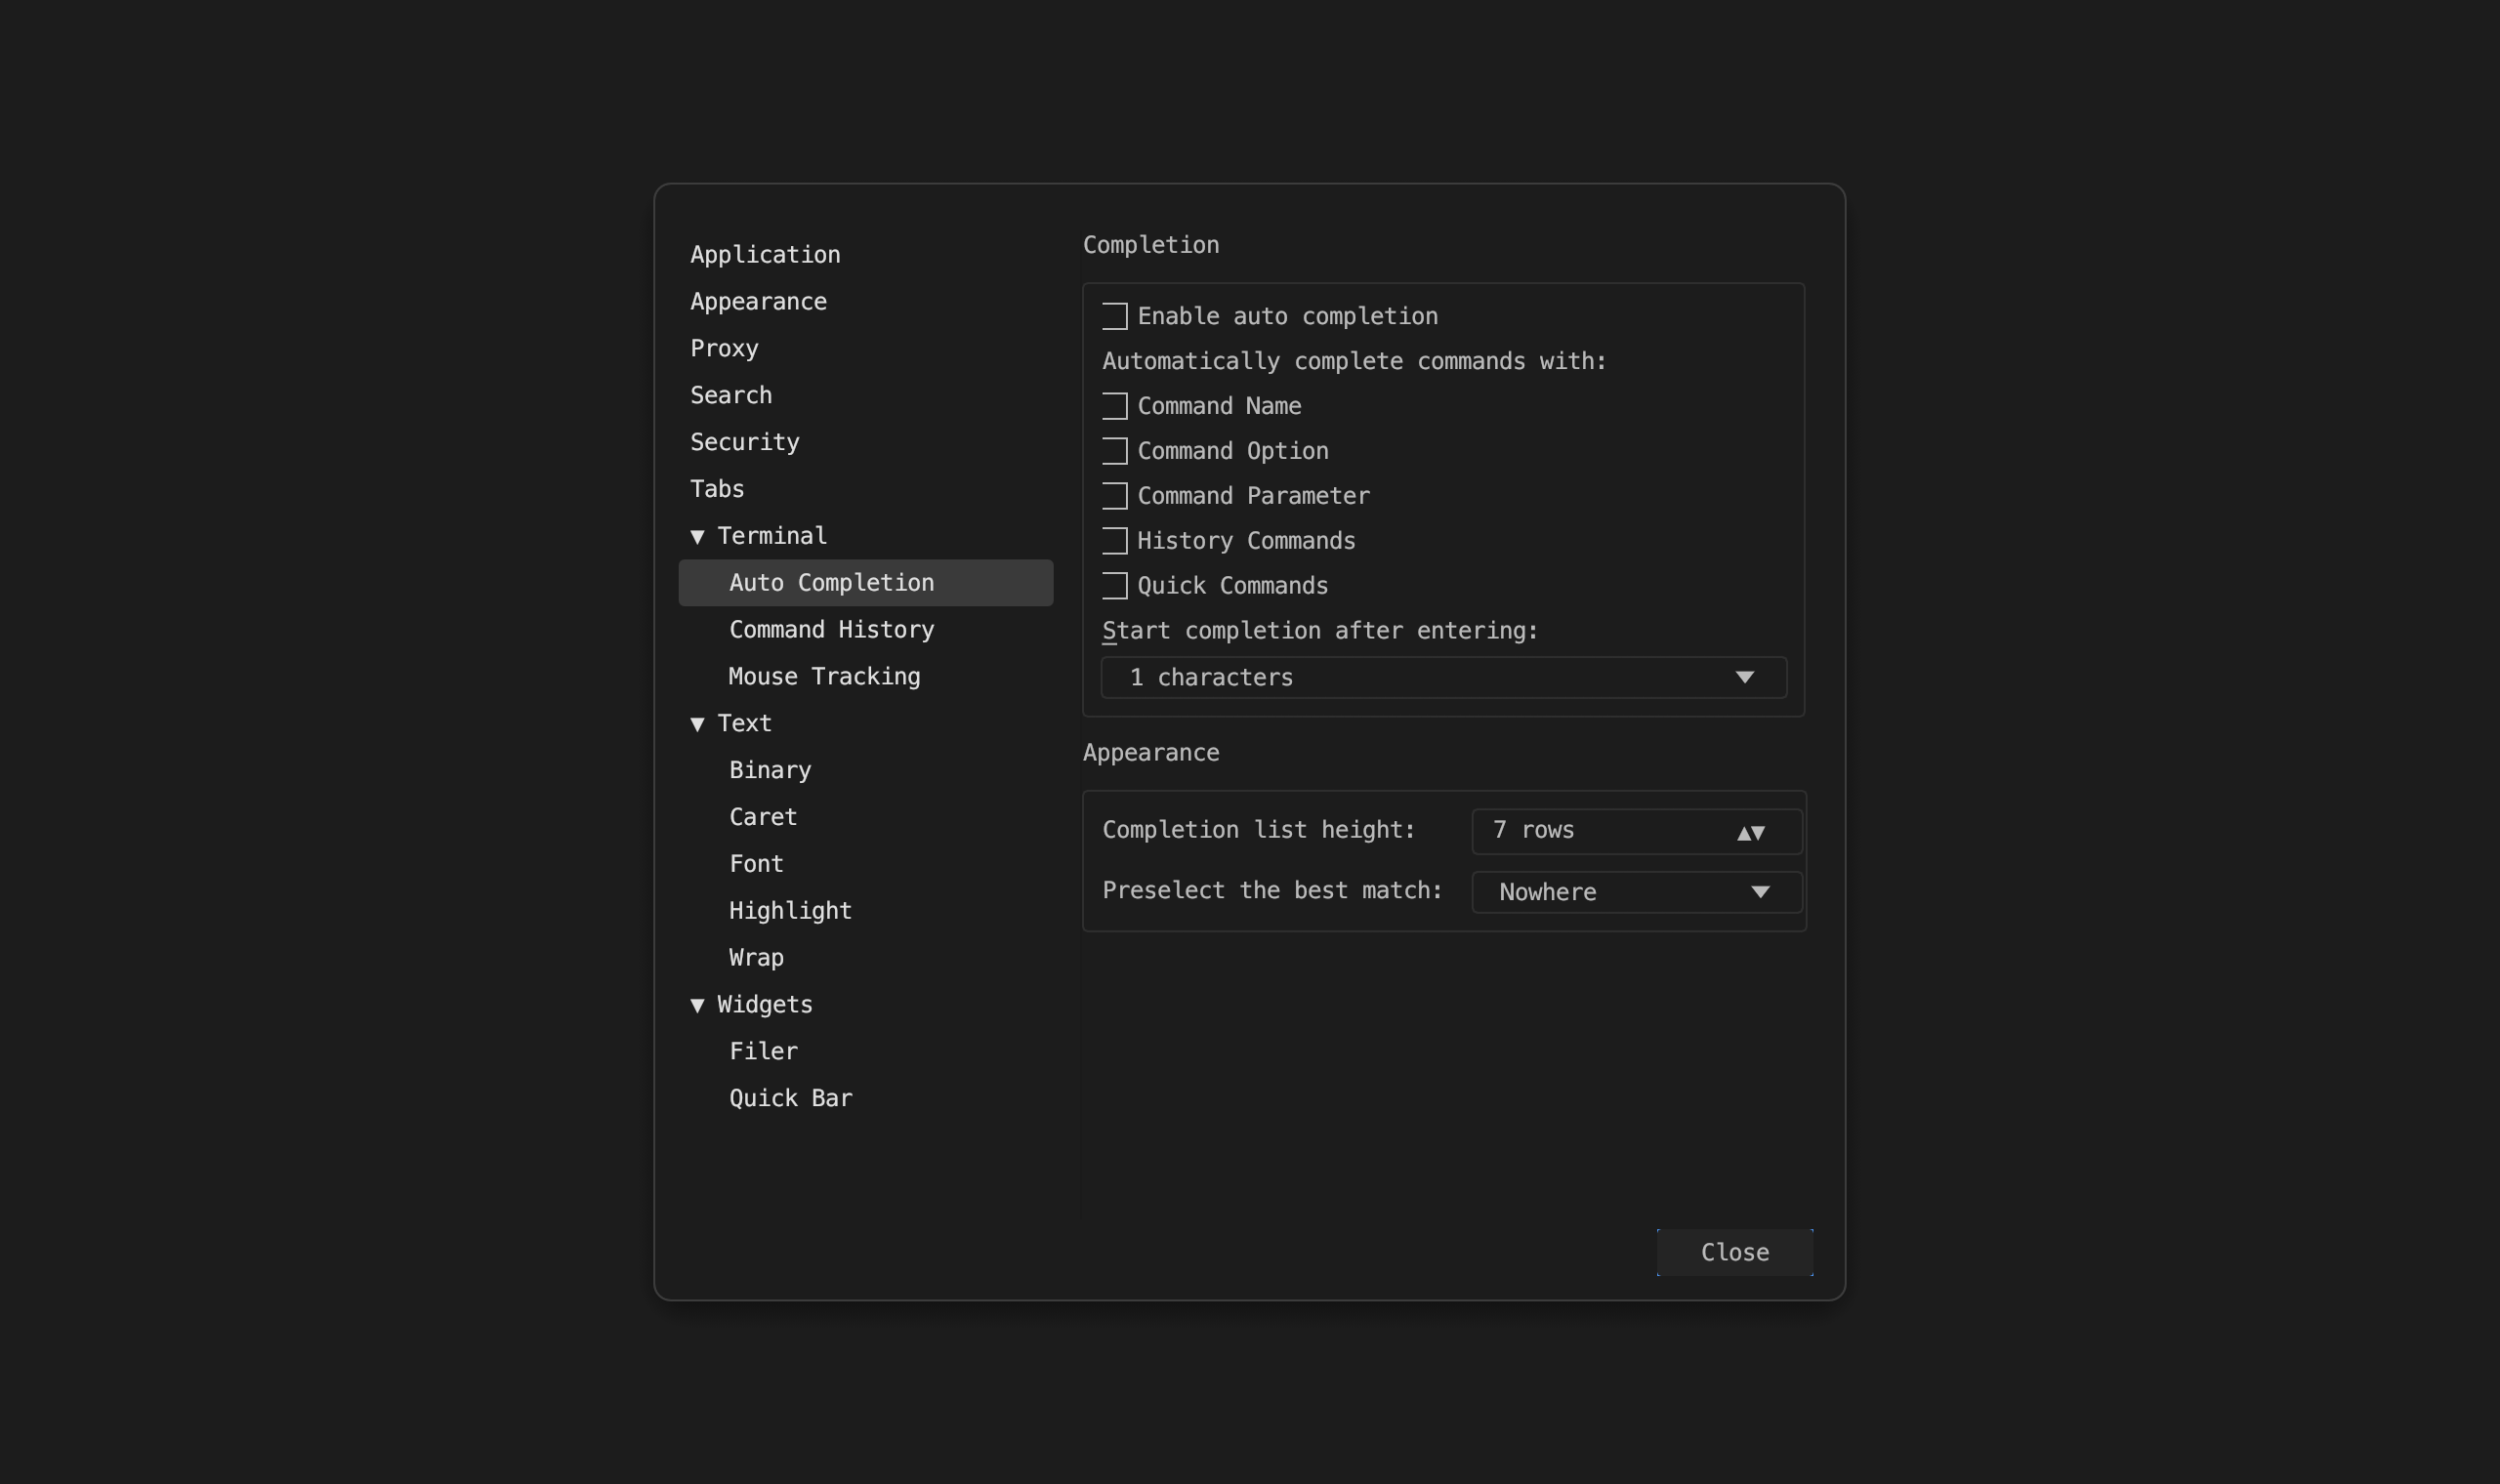 Application
Appearance
Proxy
Search
Security
Tabs
▼ Terminal
Auto Completion
Command History
Mouse Tracking
▼ Text
Binary
Caret
Font
Highlight
Wrap
▼ Widgets
Filer
Quick Bar
Completion
Enable auto completion
Automatically complete commands with:
Command Name
Command Option
Command Parameter
History Commands
Quick Commands
Start completion after entering:
1 characters
Appearance
Completion list height: 7 rows
Preselect the best match: Nowhere
Close